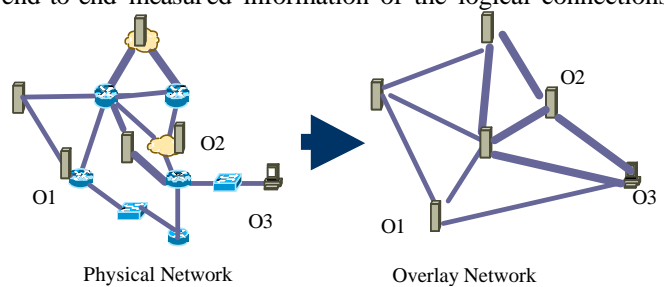 end-to-end measured information of the logical connections
O2
O2
O1
O3
O3
O1
Physical Network
Overlay Network